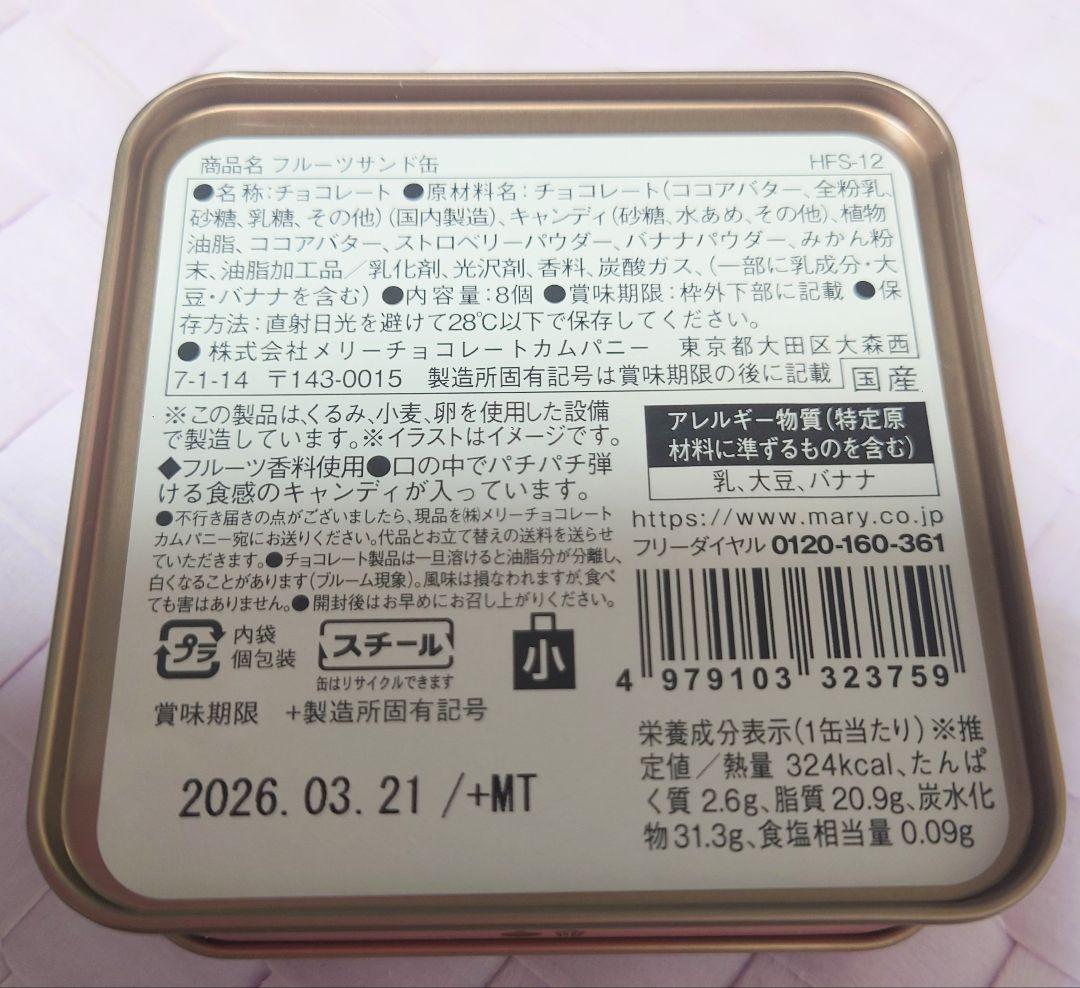 商品名 フルーツサンド缶 HFS-12
●名 称:チョコレート ●原材料名:チョコレート(ココアバター、全粉乳、
砂糖、乳糖、その他)(国内製造)、キャンディ(砂糖、水あめ、その他)、植物
油脂、ココアバター、ストロベリーパウダー、バナナパウダー、みかん粉
末、油脂加工品/乳化剤、光沢剤、香料、炭酸ガス、(一部に乳成分・大
豆・バナナを含む) ●内容量:8個 ●賞味期限:枠外下部に記載 ●保
存方法:直射日光を避けて28℃以下で保存してください。
● 株式会社メリーチョコレートカムパニー 東京都大田区大森西
7-1-14 〒143-0015 製造所固有記号は賞味期限の後に記載
国産
※この製品は、くるみ、小麦、卵を使用した設備
で製造しています。※イラストはイメージです。
◆フルーツ香料使用●口の中でパチパチ弾
ける食感のキャンディが入っています。
●不行き届きの点がございましたら、現品を㈱メリーチョコレート
カムパニー宛にお送りください。代品とお立て替えの送料を送らせ
ていただきます。●チョコレート製品は一旦溶けると油脂分が分離し、
白くなることがあります(ブルーム現象)。風味は損なわれますが、食べ
ても害はありません。●開封後はお早めにお召し上がりください。
アレルギー物質(特定原
材料に準ずるものを含む)
乳、大豆、バナナ
https://www.mary.co.jp
フリーダイヤル 0120-160-361
4 979103 323759
プラ
内袋
個包装
スチール
缶はリサイクルできます
小
賞味期限 +製造所固有記号
2026.03.21 /+MT
栄養成分表示(1缶当たり)※推
定値/熱量 324kcal、たんぱ
く質 2.6g、脂質 20.9g、炭水化
物 31.3g、食塩相当量 0.09g